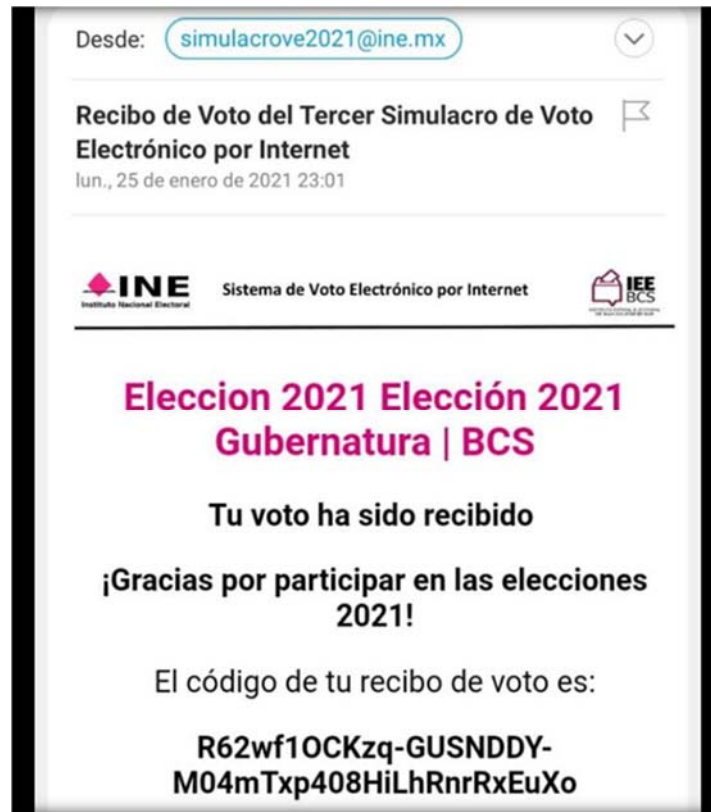 Desde: simulacrove2021@ine.mx
Recibo de Voto del Tercer Simulacro de Voto
Electrónico por Internet
lun., 25 de enero de 2021 23:01
INE
Instituto Nacional Electoral
Sistema de Voto Electrónico por Internet
IEE
BCS
Eleccion 2021 Elección 2021
Gubernatura | BCS
Tu voto ha sido recibido
¡Gracias por participar en las elecciones
2021!
El código de tu recibo de voto es:
R62wf1OCKzq-GUSNDDY-
M04mTxp408HiLhRnrRxEuXo